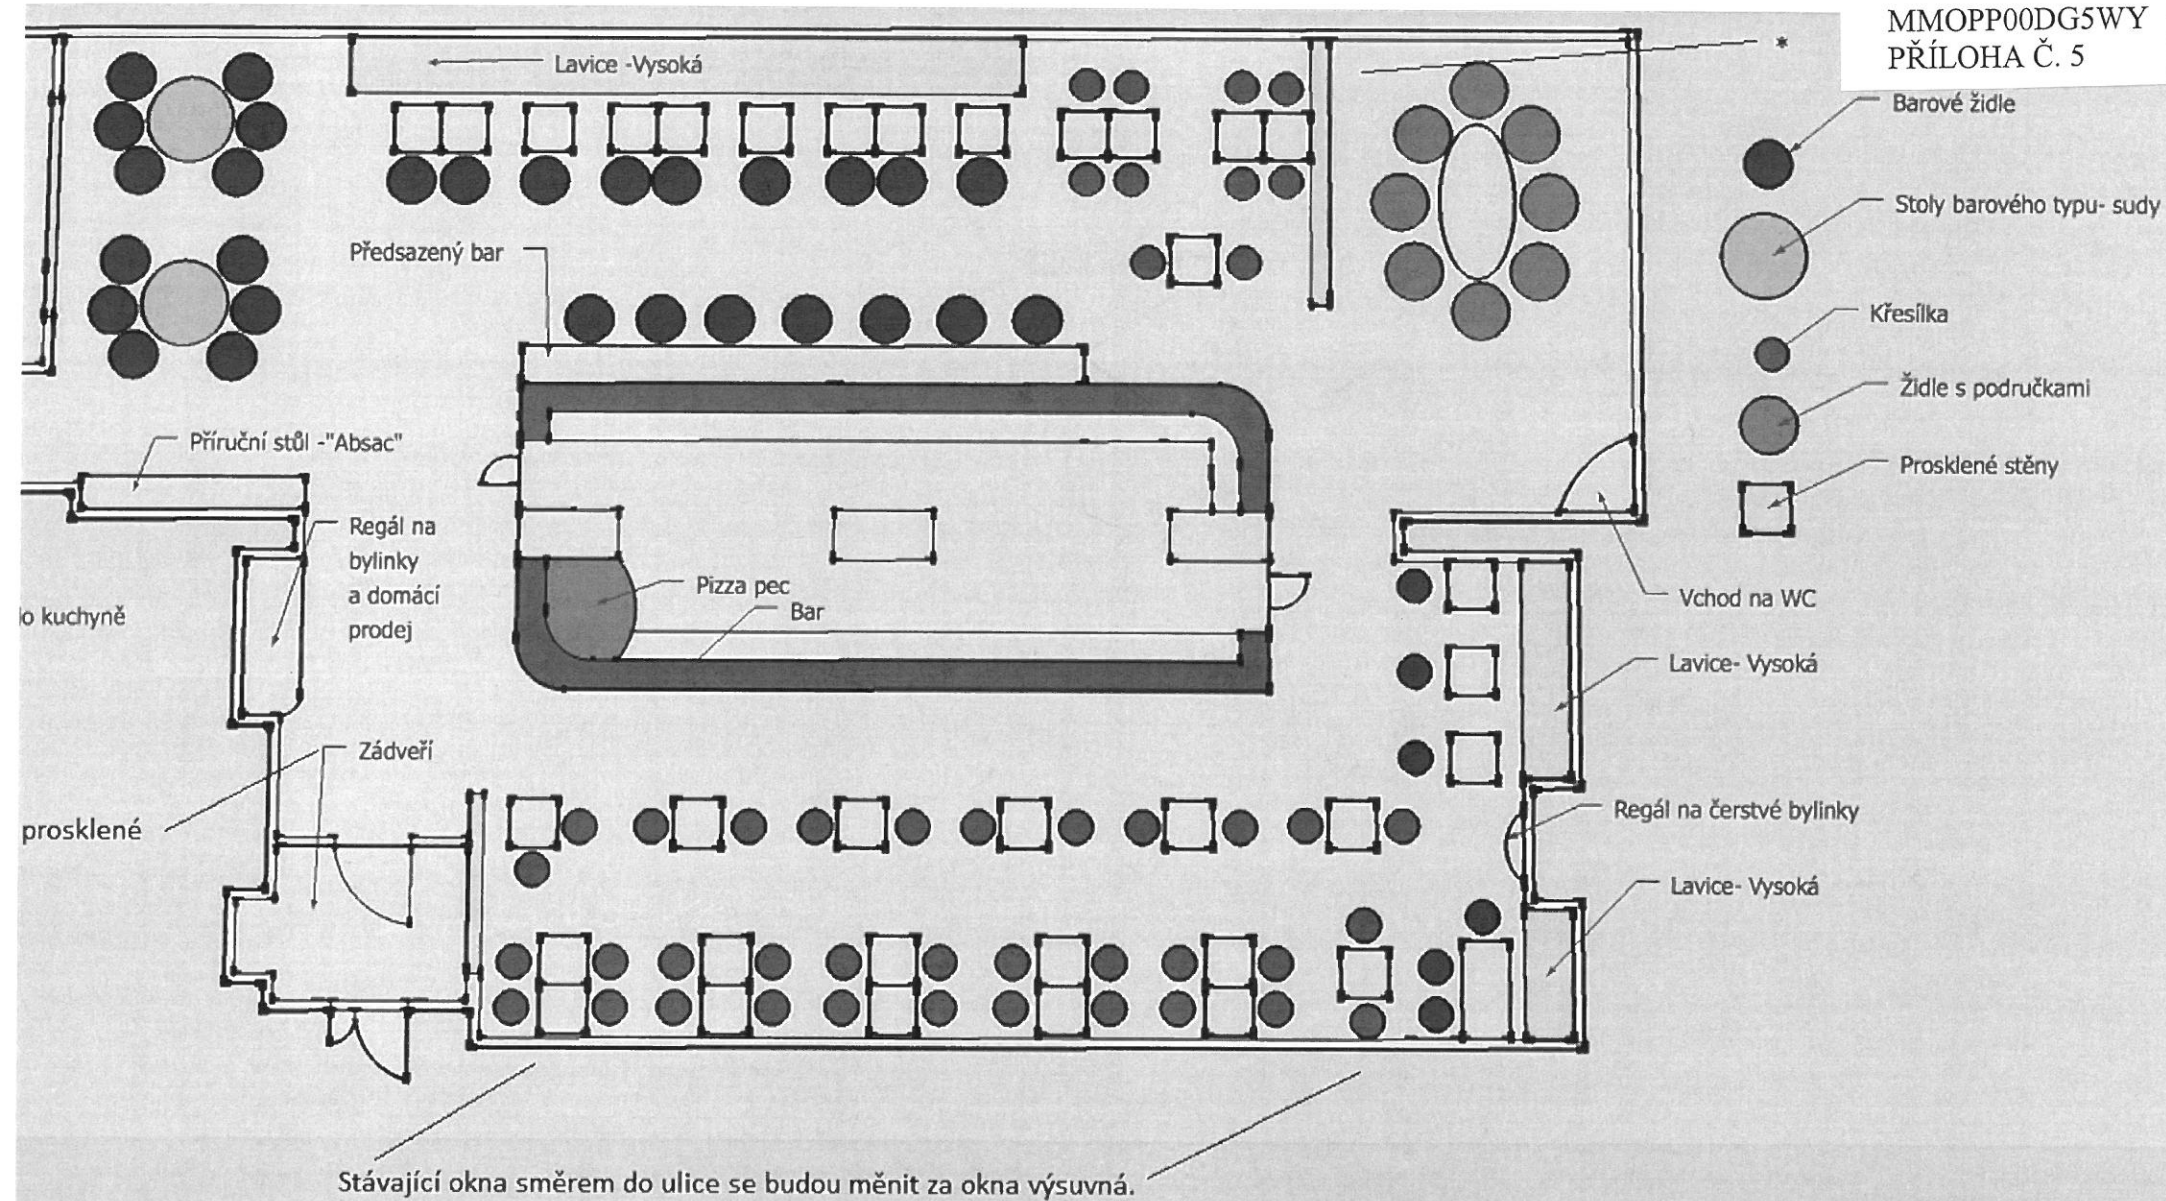 MMOPP00DG5WY
PŘÍLOHA Č. 5
*
Lavice -Vysoká
Barové židle
Stoly barového typu- sudy
Předsazený bar
Křesílka
Židle s područkami
Příruční stůl -"Absac"
Prosklené stěny
Regál na
bylinky
a domácí
prodej
Pizza pec
Bar
Vchod na WC
o kuchyně
Lavice- Vysoká
Zádveří
prosklené
Regál na čerstvé bylinky
Lavice- Vysoká
Stávající okna směrem do ulice se budou měnit za okna výsuvná.